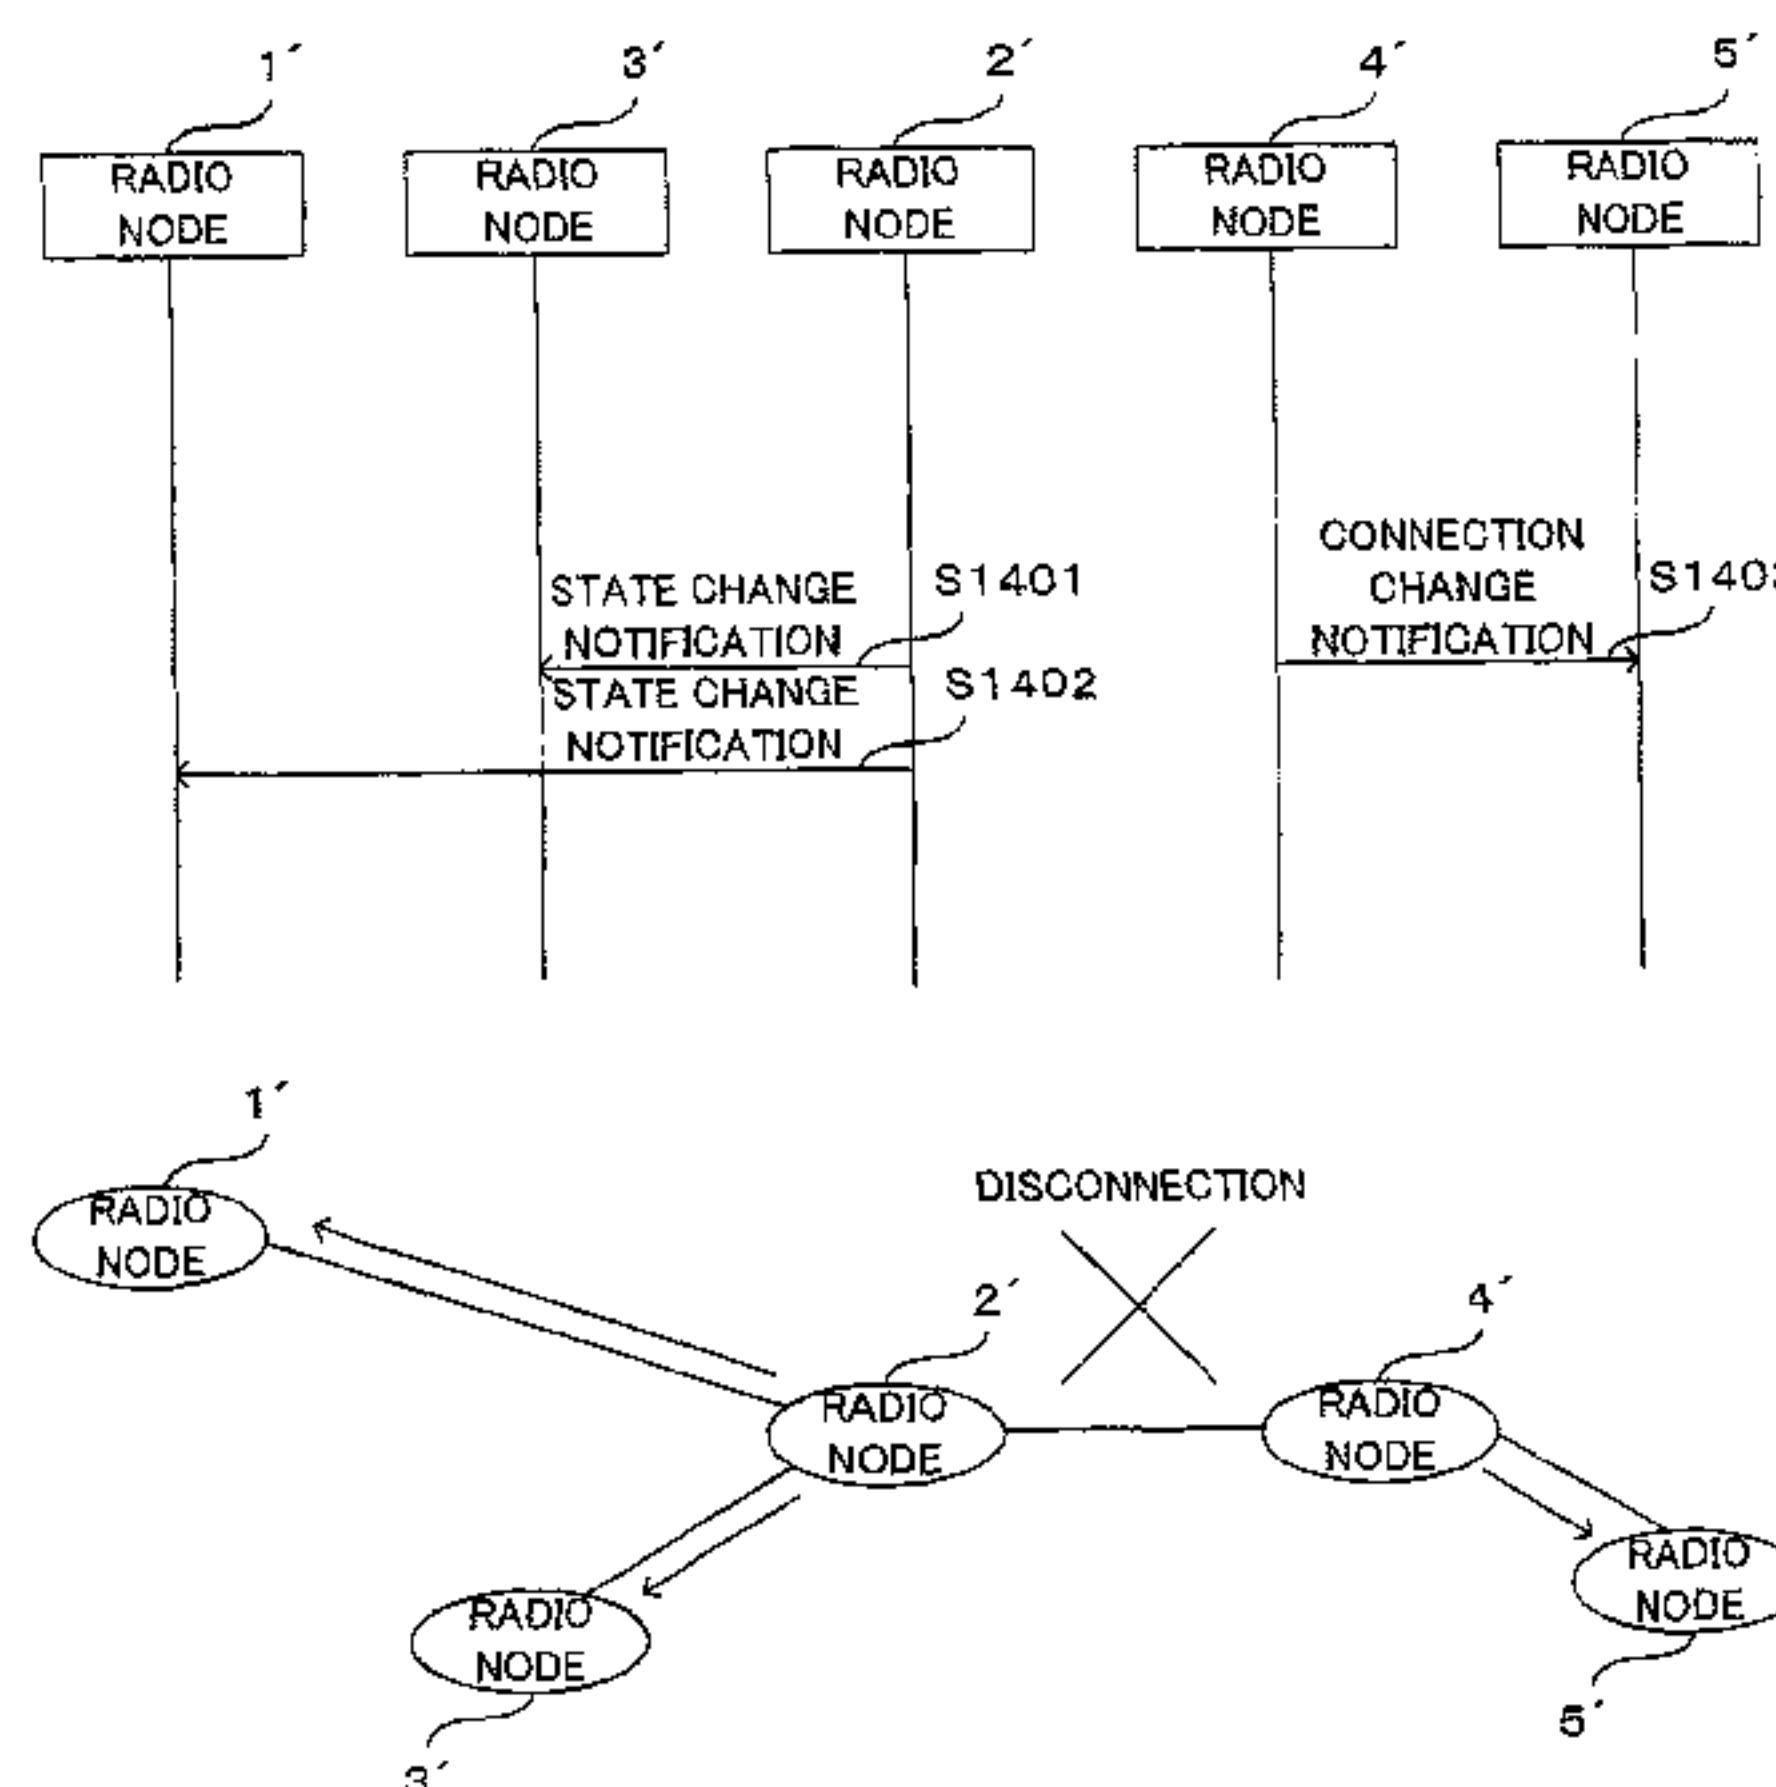 1´ 3´ 2´ 4´ 5´
RADIO RADIO RADIO RADIO RADIO
NODE NODE NODE NODE NODE
CONNECTION
CHANGE
NOTIFICATION
STATE CHANGE S1401
NOTIFICATION
STATE CHANGE S1402
NOTIFICATION
1´
RADIO
NODE
DISCONNECTION
2´
RADIO
NODE
4´
RADIO
NODE
RADIO
NODE
5´
RADIO
NODE
3´